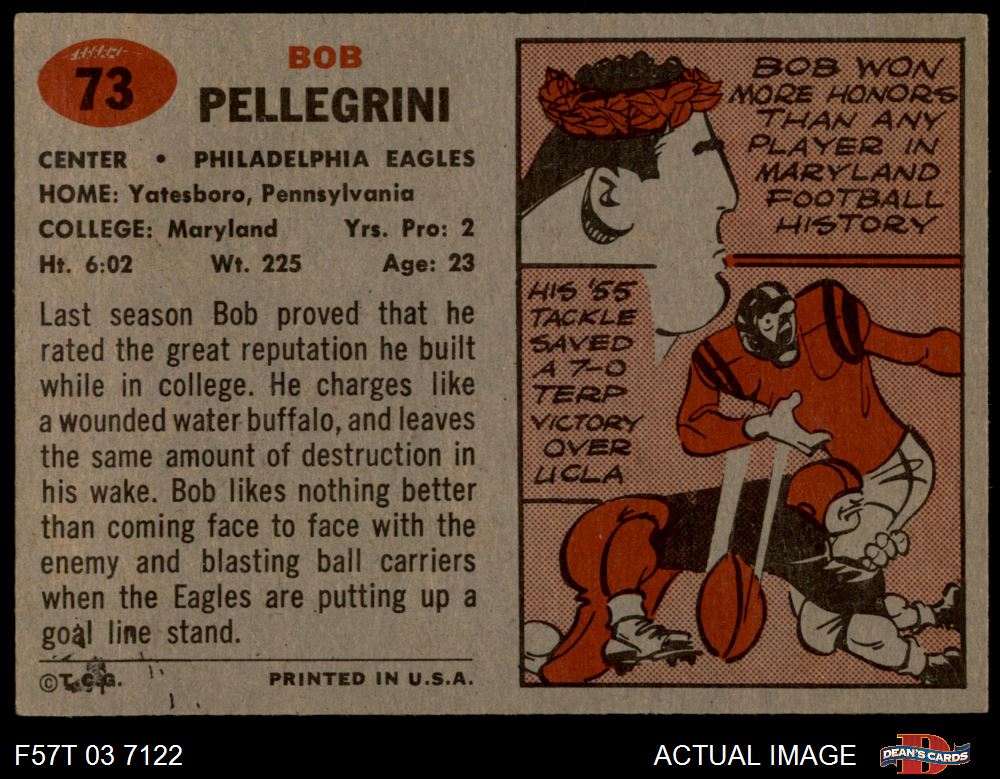 73
BOB
PELLEGRINI
CENTER • PHILADELPHIA EAGLES
HOME: Yatesboro, Pennsylvania
COLLEGE: Maryland Yrs. Pro: 2
Ht. 6:02 Wt. 225 Age: 23
Last season Bob proved that he
rated the great reputation he built
while in college. He charges like
a wounded water buffalo, and leaves
the same amount of destruction in
his wake. Bob likes nothing better
than coming face to face with the
enemy and blasting ball carriers
when the Eagles are putting up a
goal line stand.
© T.C.G. PRINTED IN U.S.A.
BOB WON
MORE HONORS
THAN ANY
PLAYER IN
MARYLAND
FOOTBALL
HISTORY
HIS '55
TACKLE
SAVED
A 7-0
TERP
VICTORY
OVER
UCLA
F57T 03 7122 ACTUAL IMAGE DEAN'S CARDS